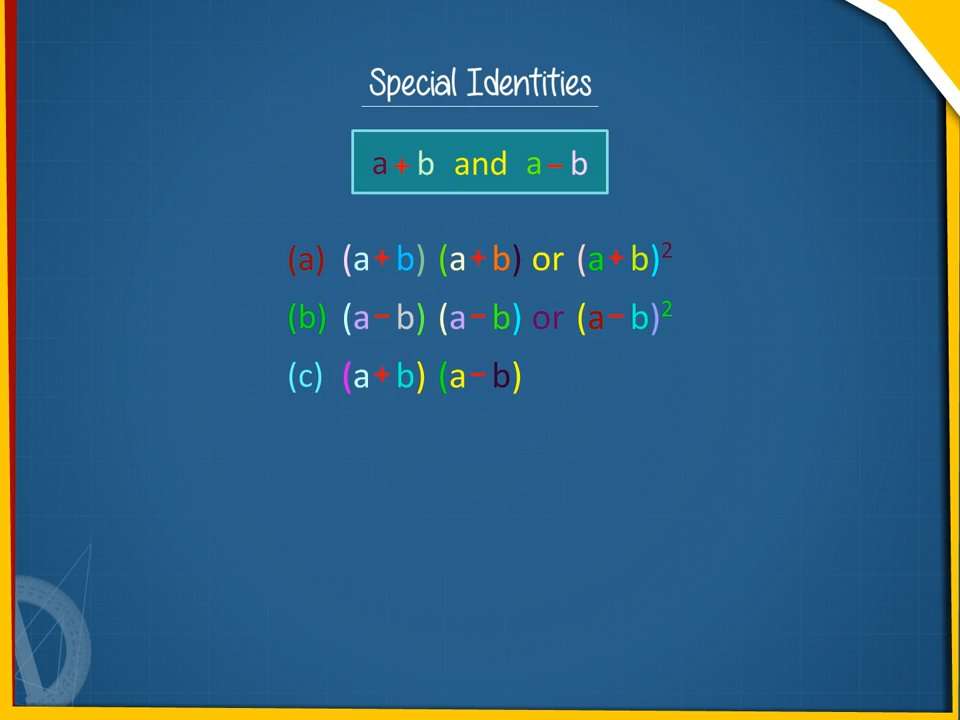 Special Identities
a + b and a – b
(a) (a + b) (a + b) or (a + b)²
(b) (a – b) (a – b) or (a – b)²
(c) (a + b) (a – b)